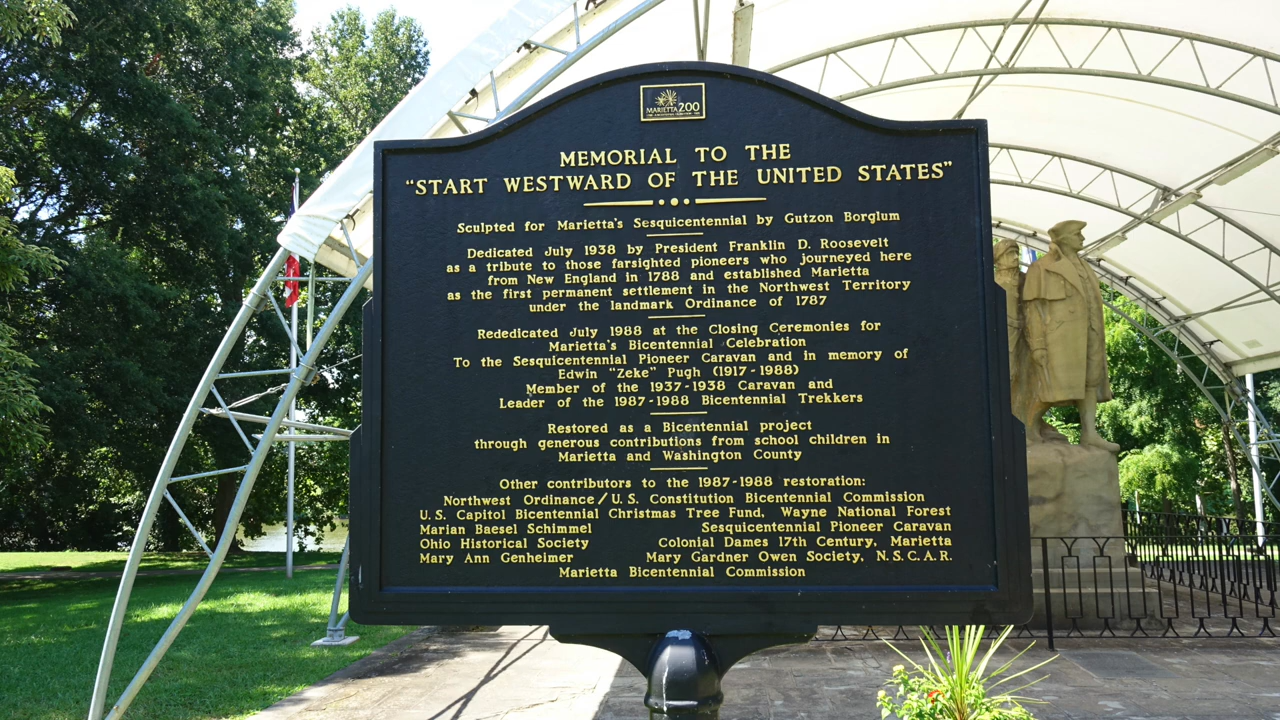 MARIETTA 200
MEMORIAL TO THE
"START WESTWARD OF THE UNITED STATES"
Sculpted for Marietta's Sesquicentennial by Gutzon Borglum
Dedicated July 1938 by President Franklin D. Roosevelt
as a tribute to those farsighted pioneers who journeyed here
from New England in 1788 and established Marietta
as the first permanent settlement in the Northwest Territory
under the landmark Ordinance of 1787
Rededicated July 1988 at the Closing Ceremonies for
Marietta's Bicentennial Celebration
To the Sesquicentennial Pioneer Caravan and in memory of
Edwin "Zeke" Pugh (1917-1988)
Member of the 1937-1938 Caravan and
Leader of the 1987-1988 Bicentennial Trekkers
Restored as a Bicentennial project
through generous contributions from school children in
Marietta and Washington County
Other contributors to the 1987-1988 restoration:
Northwest Ordinance/U.S. Constitution Bicentennial Commission
U.S. Capitol Bicentennial Christmas Tree Fund, Wayne National Forest
Marian Baesel Schimmel Sesquicentennial Pioneer Caravan
Ohio Historical Society Colonial Dames 17th Century, Marietta
Mary Ann Genheimer Mary Gardner Owen Society, N.S.C.A.R.
Marietta Bicentennial Commission